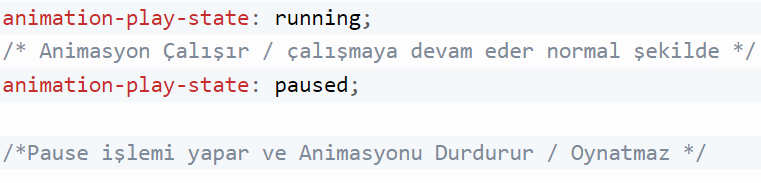 animation-play-state: running;
/* Animasyon Çalışır / çalışmaya devam eder normal şekilde */
animation-play-state: paused;
/*Pause işlemi yapar ve Animasyonu Durdurur / Oynatmaz */